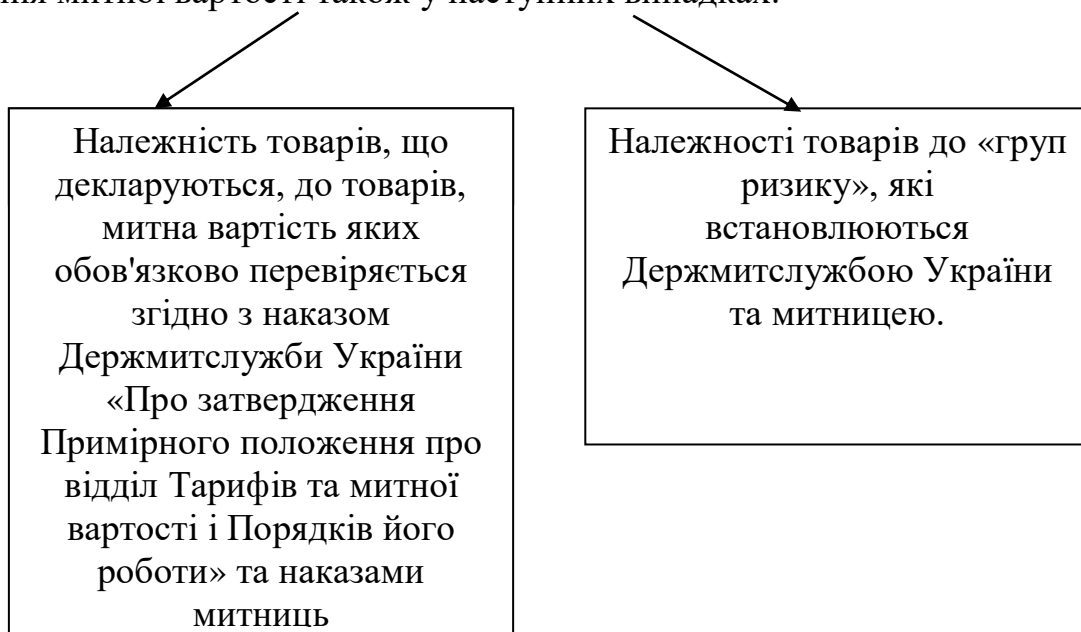 ня митної вартості також у наступних випадках:
Належність товарів, що
декларуються, до товарів,
митна вартість яких
обов'язково перевіряється
згідно з наказом
Держмитслужби України
«Про затвердження
Примірного положення про
відділ Тарифів та митної
вартості і Порядків його
роботи» та наказами
митниць
Належності товарів до «груп
ризику», які
встановлюються
Держмитслужбою України
та митницею.